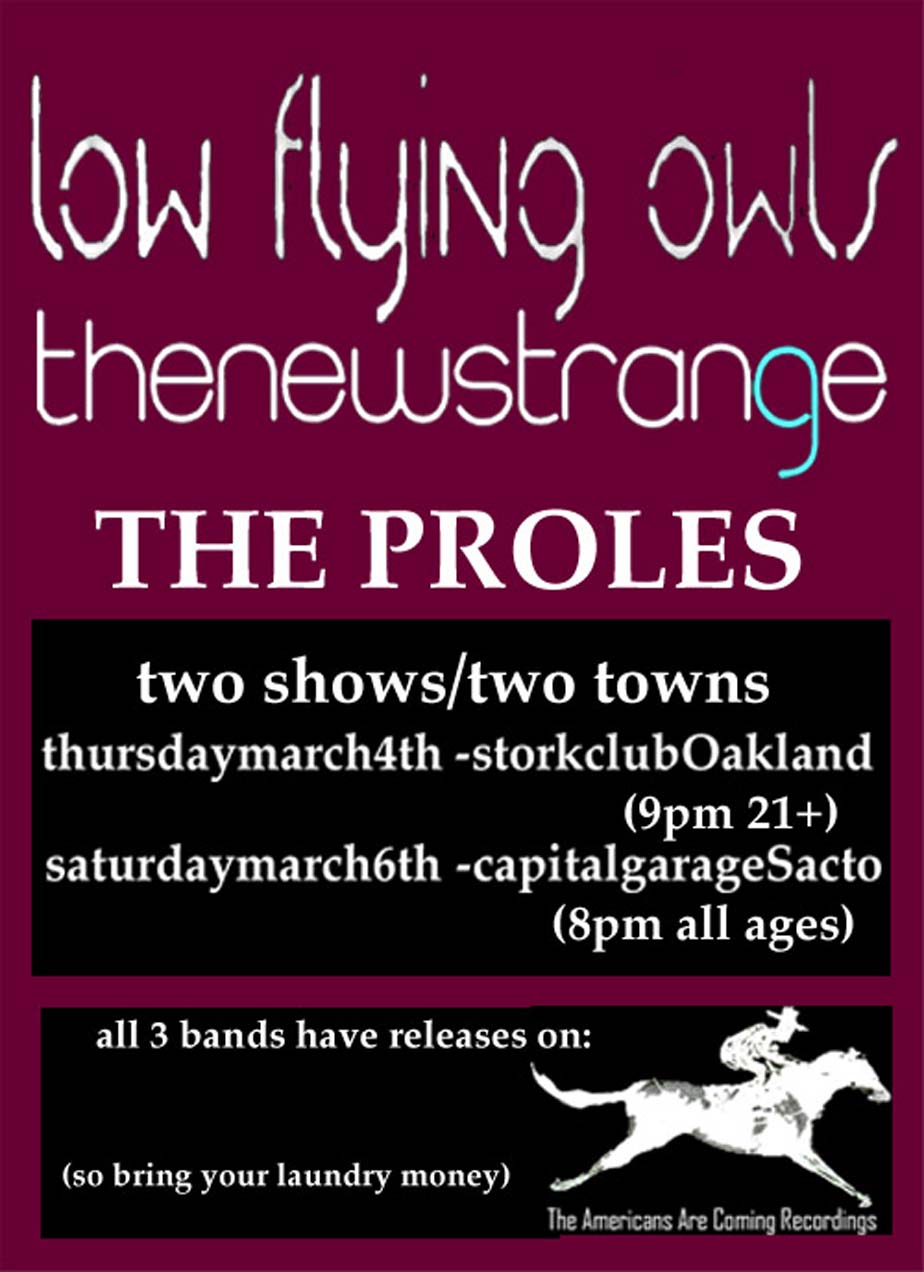 low flying owls
thenewstrange
THE PROLES
two shows/two towns
thursdaymarch4th -storkclubOakland
(9pm 21+)
saturdaymarch6th -capitalgarageSacto
(8pm all ages)
all 3 bands have releases on:
(so bring your laundry money)
The Americans Are Coming Recordings